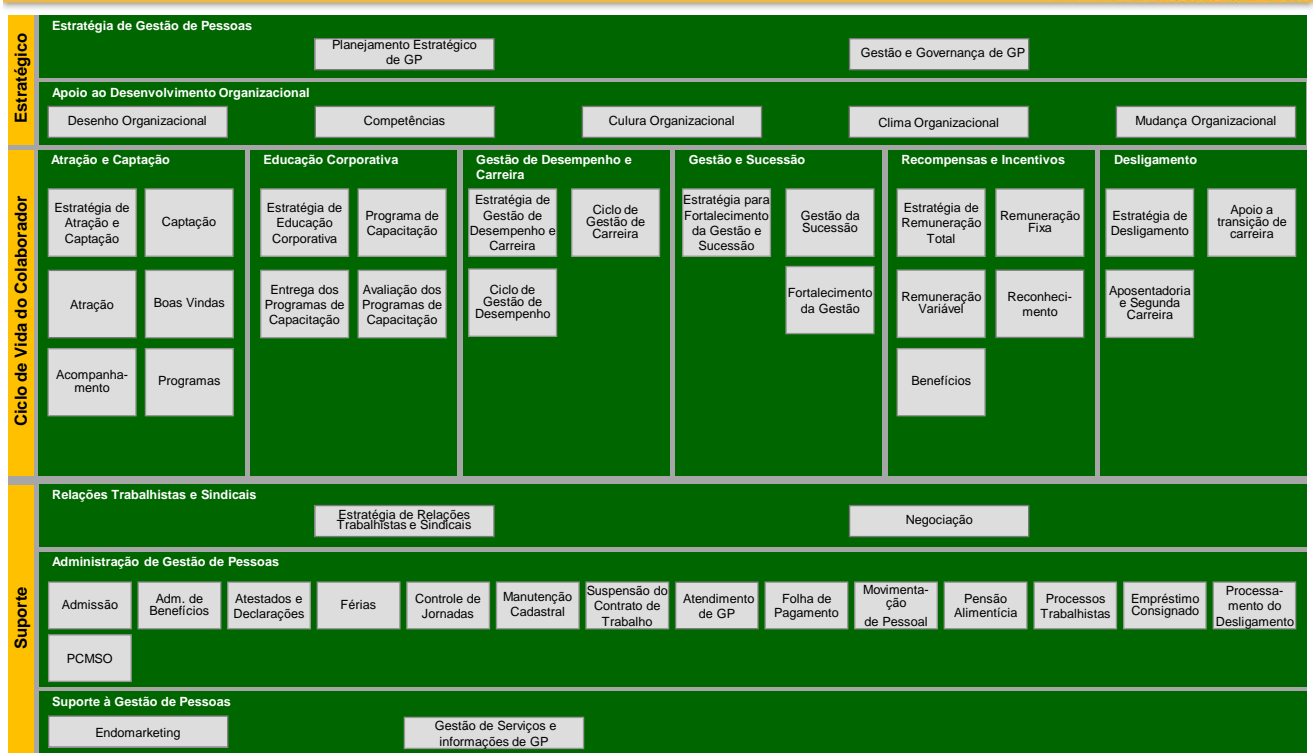 Estratégico
Estratégia de Gestão de Pessoas
Planejamento Estratégico
de GP
Gestão e Governança de GP
Apoio ao Desenvolvimento Organizacional
Desenho Organizacional
Competências
Culura Organizacional
Clima Organizacional
Mudança Organizacional
Ciclo de Vida do Colaborador
Atração e Captação
Estratégia de
Atração e
Captação
Captação
Atração
Boas Vindas
Acompanha-
mento
Programas
Educação Corporativa
Estratégia de
Educação
Corporativa
Programa de
Capacitação
Entrega dos
Programas de
Capacitação
Avaliação dos
Programas de
Capacitação
Gestão de Desempenho e
Carreira
Estratégia de
Gestão de
Desempenho e
Carreira
Ciclo de
Gestão de
Carreira
Ciclo de
Gestão de
Desempenho
Gestão e Sucessão
Estratégia para
Fortalecimento
da Gestão e
Sucessão
Gestão da
Sucessão
Fortalecimento
da Gestão
Recompensas e Incentivos
Estratégia de
Remuneração
Total
Remuneração
Fixa
Remuneração
Variável
Reconheci-
mento
Benefícios
Desligamento
Estratégia de
Desligamento
Apoio a
transição de
carreira
Aposentadoria
e Segunda
Carreira
Suporte
Relações Trabalhistas e Sindicais
Estratégia de Relações
Trabalhistas e Sindicais
Negociação
Administração de Gestão de Pessoas
Admissão
Adm. de
Benefícios
Atestados e
Declarações
Férias
Controle de
Jornadas
Manutenção
Cadastral
Suspensão do
Contrato de
Trabalho
Atendimento
de GP
Folha de
Pagamento
Movimenta-
ção
de Pessoal
Pensão
Alimentícia
Processos
Trabalhistas
Empréstimo
Consignado
Processa-
mento do
Desligamento
PCMSO
Suporte à Gestão de Pessoas
Endomarketing
Gestão de Serviços e
informações de GP